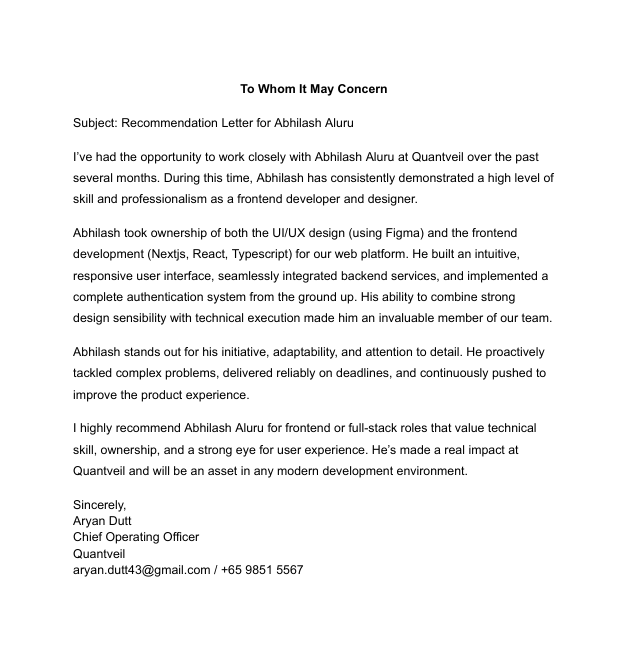 To Whom It May Concern
Subject: Recommendation Letter for Abhilash Aluru
I’ve had the opportunity to work closely with Abhilash Aluru at Quantveil over the past
several months. During this time, Abhilash has consistently demonstrated a high level of
skill and professionalism as a frontend developer and designer.
Abhilash took ownership of both the UI/UX design (using Figma) and the frontend
development (Nextjs, React, Typescript) for our web platform. He built an intuitive,
responsive user interface, seamlessly integrated backend services, and implemented a
complete authentication system from the ground up. His ability to combine strong
design sensibility with technical execution made him an invaluable member of our team.
Abhilash stands out for his initiative, adaptability, and attention to detail. He proactively
tackled complex problems, delivered reliably on deadlines, and continuously pushed to
improve the product experience.
I highly recommend Abhilash Aluru for frontend or full-stack roles that value technical
skill, ownership, and a strong eye for user experience. He’s made a real impact at
Quantveil and will be an asset in any modern development environment.
Sincerely,
Aryan Dutt
Chief Operating Officer
Quantveil
aryan.dutt43@gmail.com / +65 9851 5567